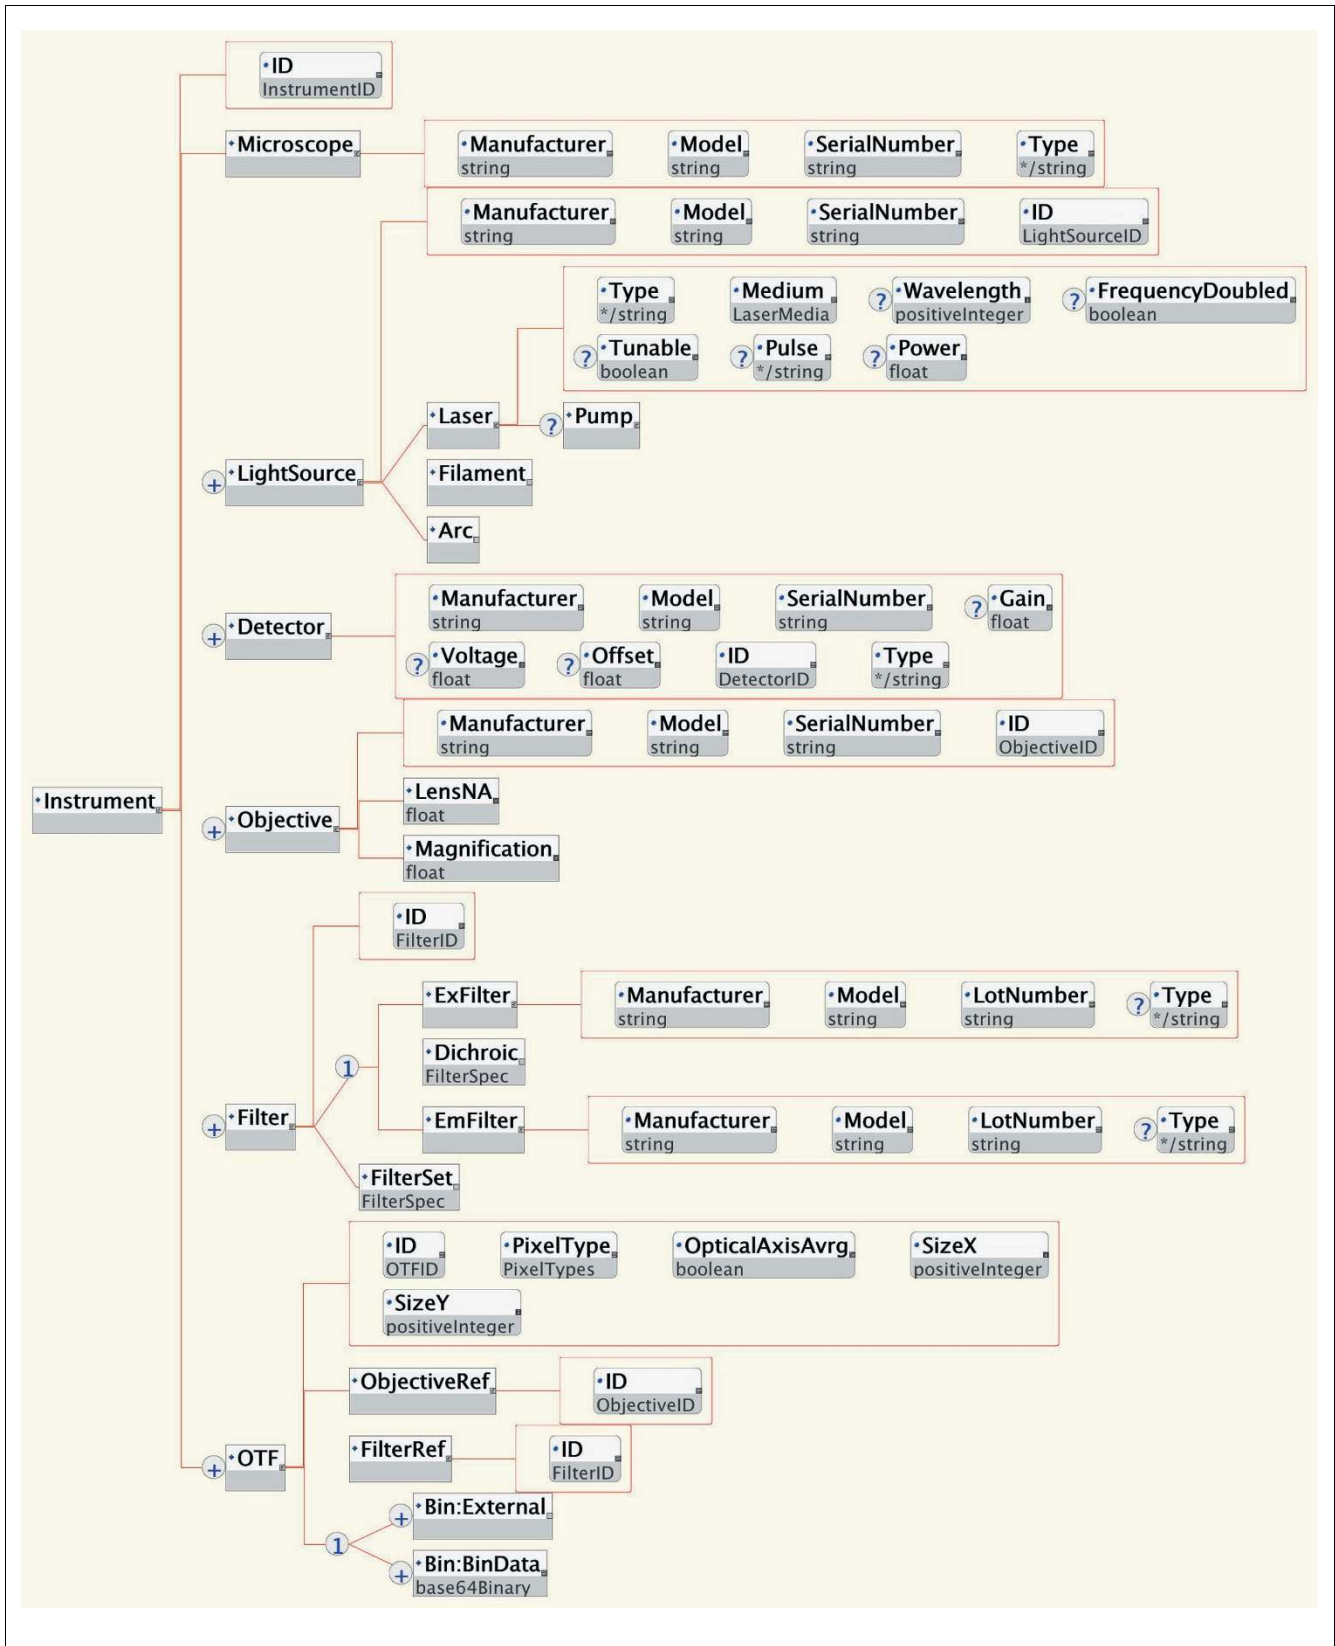 ID
InstrumentID
Microscope
Manufacturer Model SerialNumber Type
string string string */string
Manufacturer Model SerialNumber ID
string string string LightSourceID
Type Medium ? Wavelength ? FrequencyDoubled
*/string LaserMedia positiveInteger boolean
? Tunable ? Pulse ? Power
boolean */string float
Laser ? Pump
+ LightSource
Filament
Arc
Manufacturer Model SerialNumber ? Gain
string string string float
+ Detector
? Voltage ? Offset ID Type
float float DetectorID */string
Manufacturer Model SerialNumber ID
string string string ObjectiveID
Instrument
+ Objective
LensNA
float
Magnification
float
ID
FilterID
ExFilter
Manufacturer Model LotNumber ? Type
string string string */string
1
Dichroic
FilterSpec
+ Filter
EmFilter
Manufacturer Model LotNumber ? Type
string string string */string
FilterSet
FilterSpec
ID PixelType OpticalAxisAvrg SizeX
OTFID PixelTypes boolean positiveInteger
SizeY
positiveInteger
ObjectiveRef
ID
ObjectiveID
+ OTF
FilterRef
ID
FilterID
1
+ Bin:External
+ Bin:BinData
base64Binary